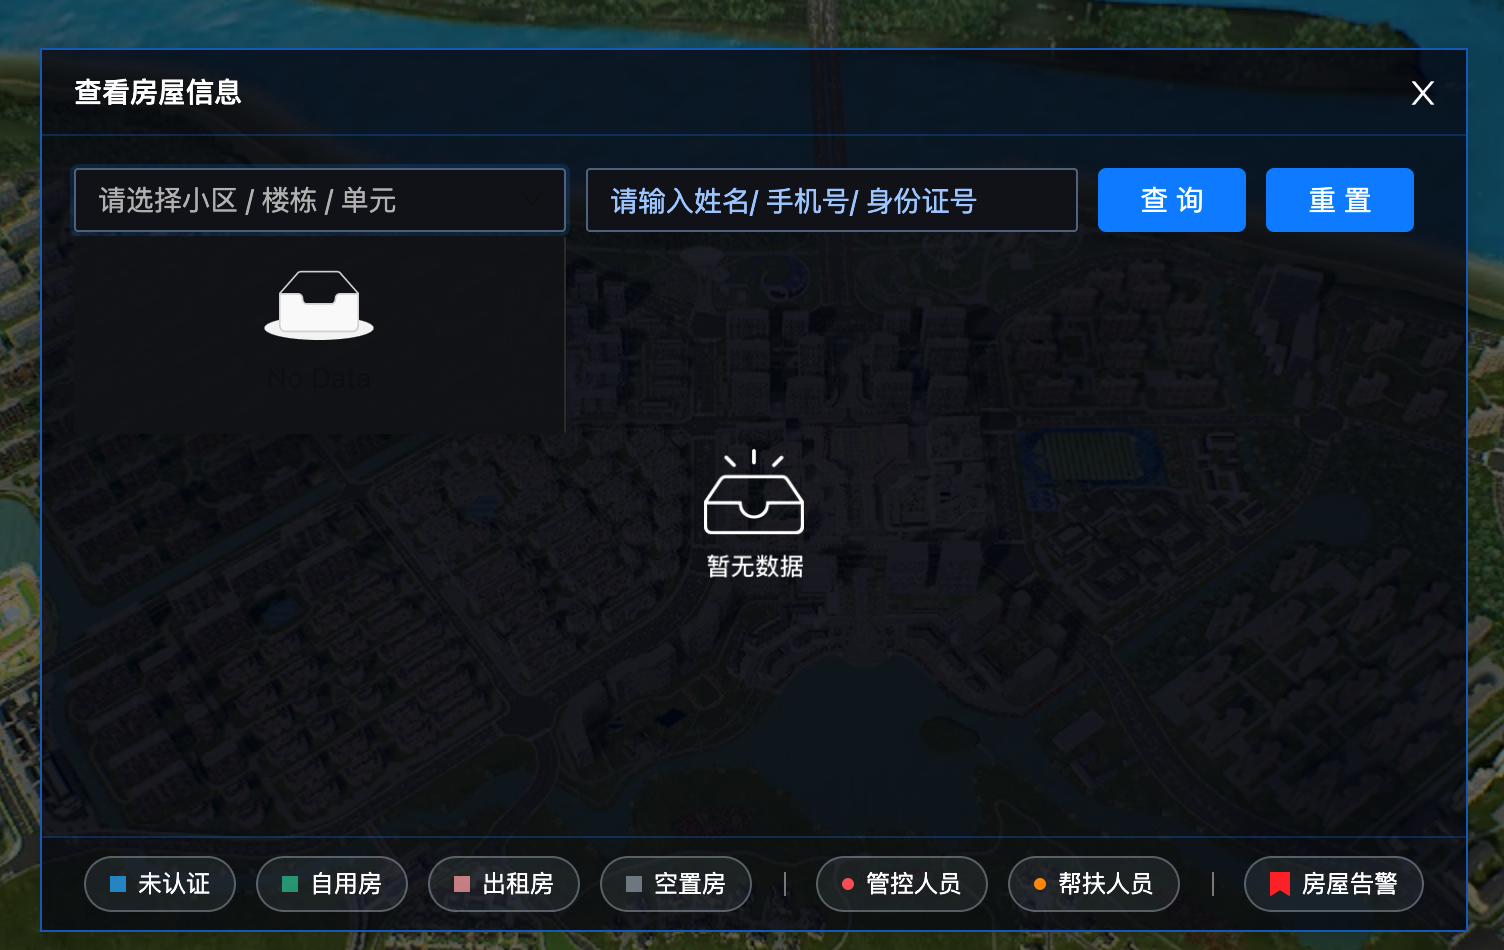 查看房屋信息
X
请选择小区 / 楼栋 / 单元
请输入姓名/ 手机号/ 身份证号
查 询
重 置
No Data
暂无数据
未认证
自用房
出租房
空置房
管控人员
帮扶人员
房屋告警